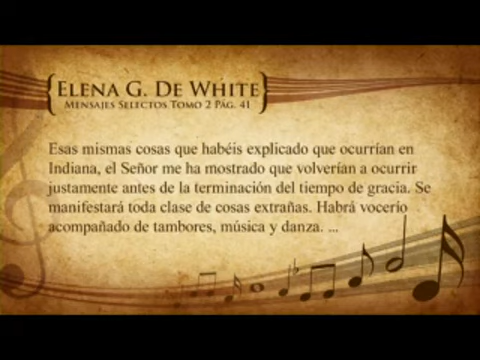 {ELENA G. DE WHITE}
MENSAJES SELECTOS TOMO 2 PÁG. 41
Esas mismas cosas que habéis explicado que ocurrían en
Indiana, el Señor me ha mostrado que volverían a ocurrir
justamente antes de la terminación del tiempo de gracia. Se
manifestará toda clase de cosas extrañas. Habrá vocerío
acompañado de tambores, música y danza. ...